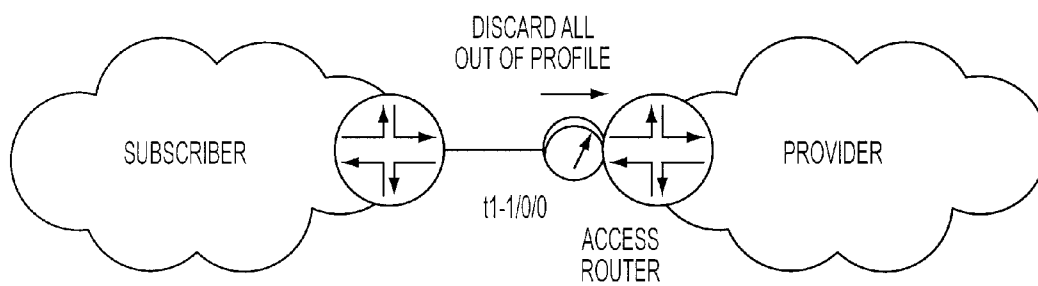 DISCARD ALL
OUT OF PROFILE
SUBSCRIBER
PROVIDER
t1-1/0/0
ACCESS
ROUTER